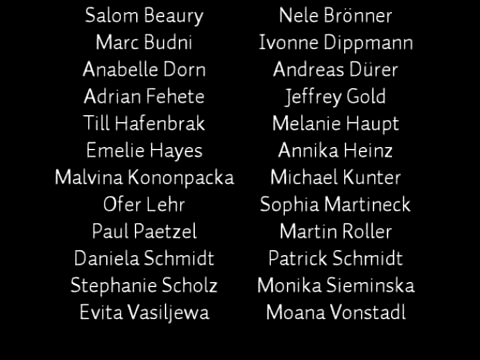 Salom Beaury Nele Brönner
Marc Budni Ivonne Dippmann
Anabelle Dorn Andreas Dürer
Adrian Fehete Jeffrey Gold
Till Hafenbrak Melanie Haupt
Emelie Hayes Annika Heinz
Malvina Kononpacka Michael Kunter
Ofer Lehr Sophia Martineck
Paul Paetzel Martin Roller
Daniela Schmidt Patrick Schmidt
Stephanie Scholz Monika Sieminska
Evita Vasiljewa Moana Vonstadl